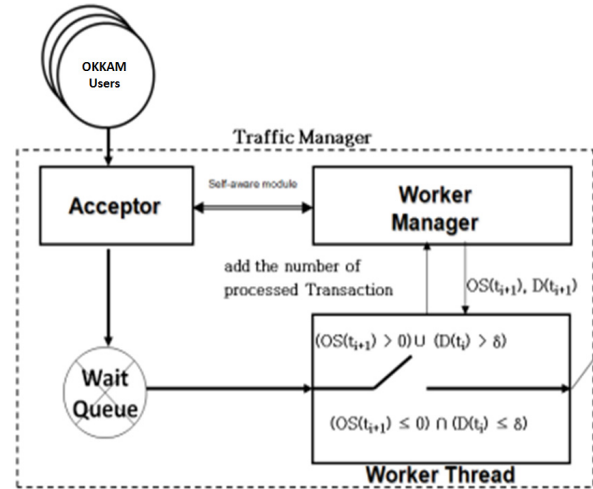 OKKAM
Users
Traffic Manager
Acceptor
Self-aware module
Worker
Manager
add the number of
processed Transaction
OS(tᵢ₊₁), D(tᵢ₊₁)
Wait
Queue
(OS(tᵢ₊₁) > 0)∪ (D(tᵢ) > δ)
(OS(tᵢ₊₁) ≤ 0) ∩ (D(tᵢ) ≤ δ)
Worker Thread